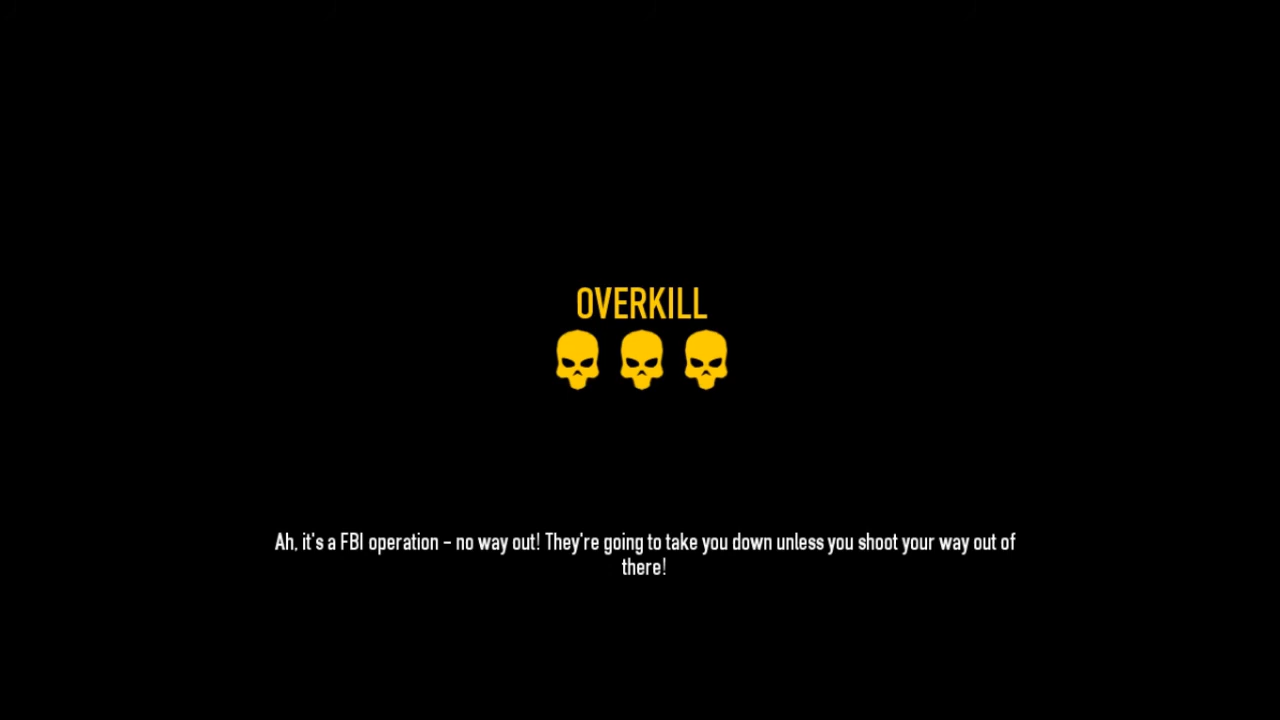 OVERKILL
Ah, it's a FBI operation - no way out! They're going to take you down unless you shoot your way out of
there!